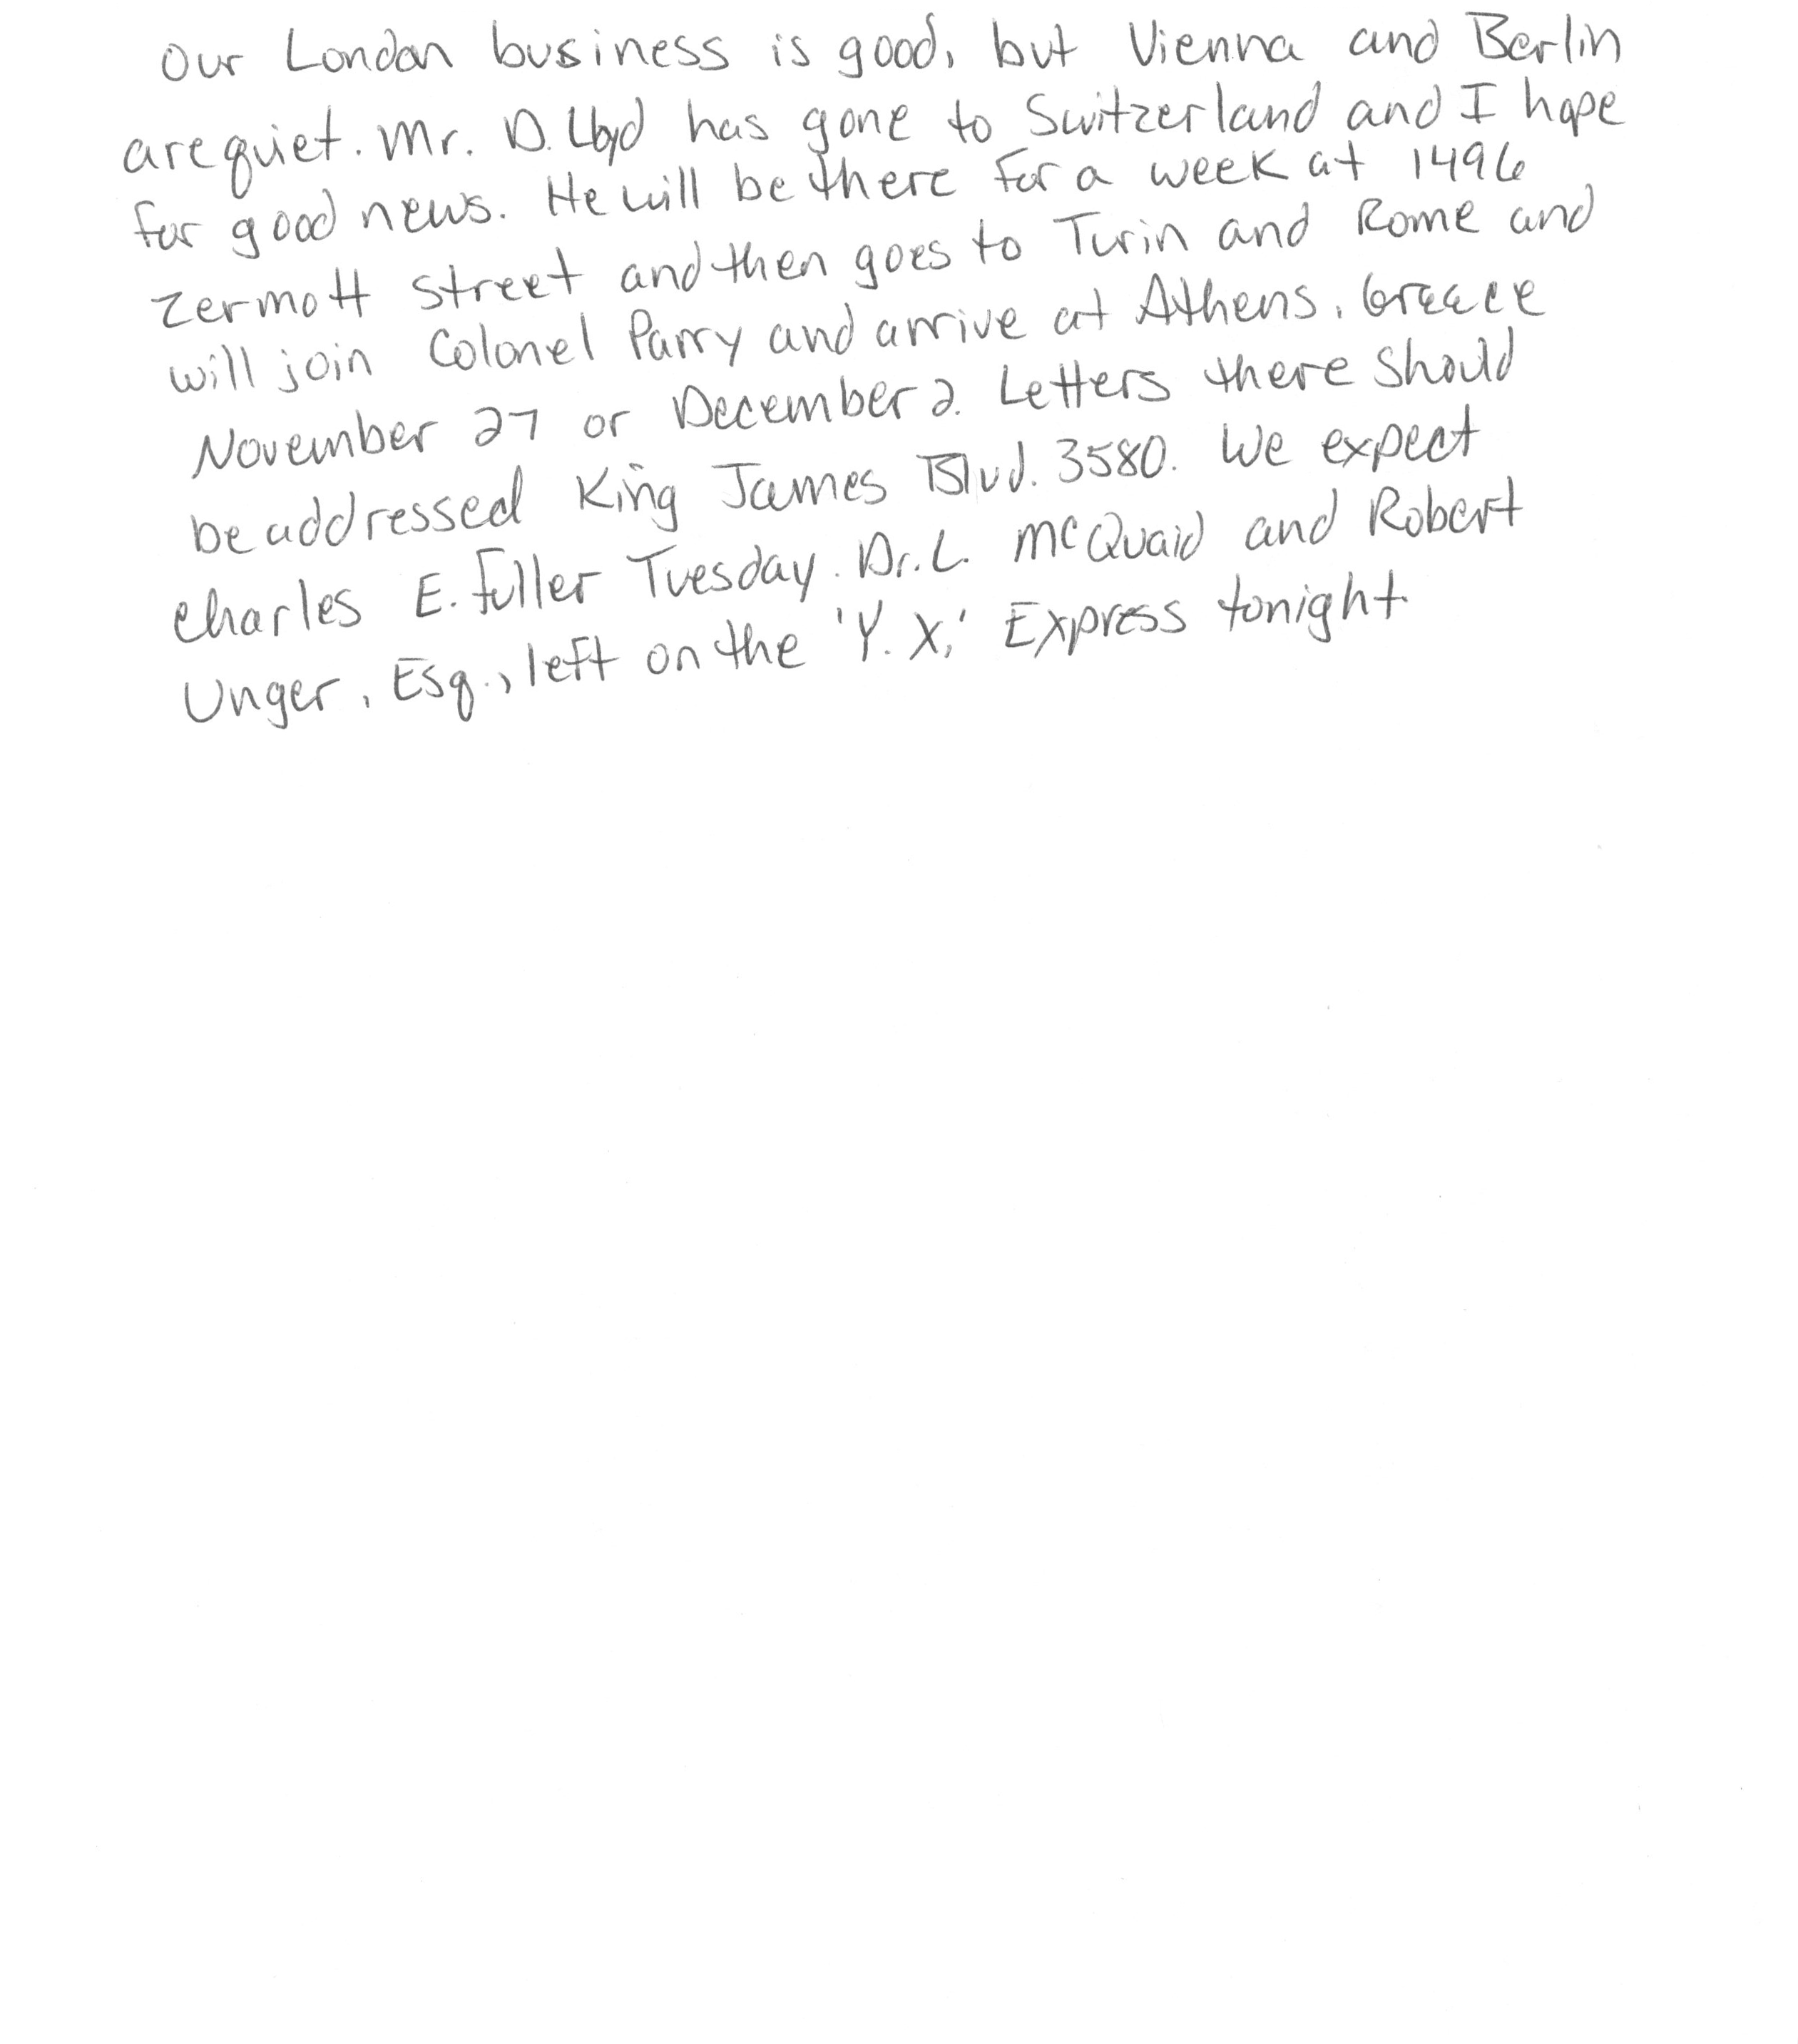 Our London business is good, but Vienna and Berlin
are quiet. Mr. D. Lloyd has gone to Switzerland and I hope
for good news. He will be there for a week at 1496
Zermott Street and then goes to Turin and Rome and
will join Colonel Parry and arrive at Athens, Greece
November 27 or December 2. Letters there should
be addressed King James Blvd. 3580. We expect
Charles E. Fuller Tuesday. Dr. L. McQuaid and Robert
Unger, Esq., left on the 'Y. X.' Express tonight.